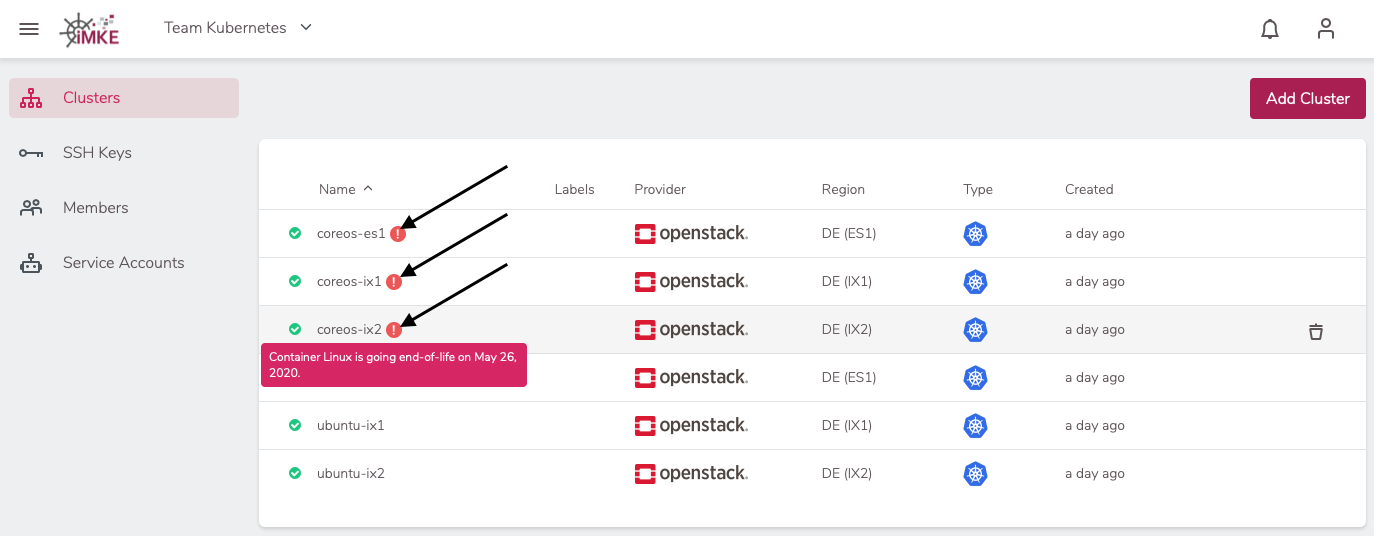 iMKE
Team Kubernetes
Clusters
Add Cluster
SSH Keys
Members
Service Accounts
Name Labels Provider Region Type Created
coreos-es1 ! openstack. DE (ES1) a day ago
coreos-ix1 ! openstack. DE (IX1) a day ago
coreos-ix2 ! openstack. DE (IX2) a day ago
Container Linux is going end-of-life on May 26,
2020.
openstack. DE (ES1) a day ago
ubuntu-ix1 openstack. DE (IX1) a day ago
ubuntu-ix2 openstack. DE (IX2) a day ago